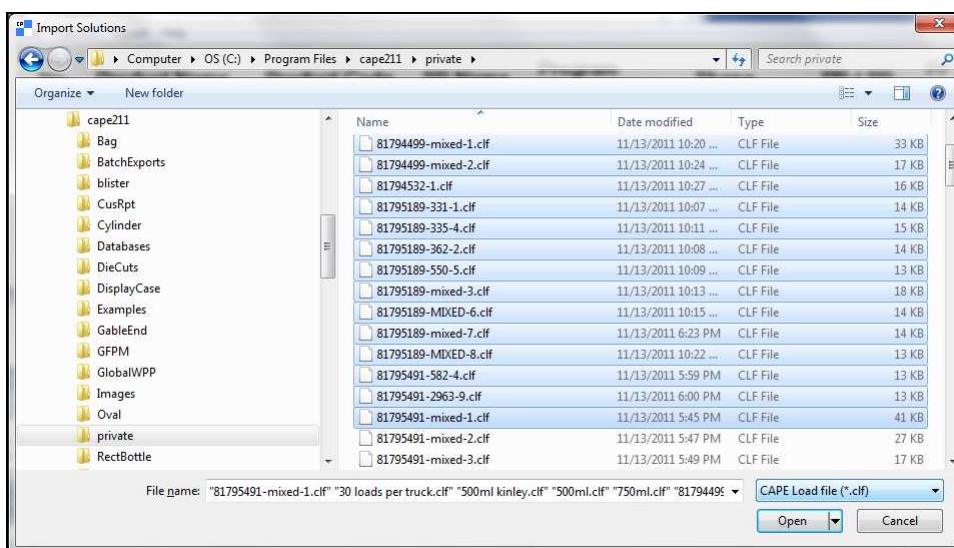 Import Solutions
Computer ▸ OS (C:) ▸ Program Files ▸ cape211 ▸ private ▸
Search private
Organize ▾ New folder
cape211
Bag
BatchExports
blister
CusRpt
Cylinder
Databases
DieCuts
DisplayCase
Examples
GableEnd
GFPM
GlobalWPP
Images
Oval
private
RectBottle
Name Date modified Type Size
81794499-mixed-1.clf 11/13/2011 10:20 ... CLF File 33 KB
81794499-mixed-2.clf 11/13/2011 10:24 ... CLF File 17 KB
81794532-1.clf 11/13/2011 10:27 ... CLF File 16 KB
81795189-331-1.clf 11/13/2011 10:07 ... CLF File 14 KB
81795189-335-4.clf 11/13/2011 10:11 ... CLF File 15 KB
81795189-362-2.clf 11/13/2011 10:08 ... CLF File 14 KB
81795189-550-5.clf 11/13/2011 10:09 ... CLF File 13 KB
81795189-mixed-3.clf 11/13/2011 10:13 ... CLF File 18 KB
81795189-MIXED-6.clf 11/13/2011 10:15 ... CLF File 14 KB
81795189-mixed-7.clf 11/13/2011 6:23 PM CLF File 14 KB
81795189-MIXED-8.clf 11/13/2011 10:22 ... CLF File 13 KB
81795491-582-4.clf 11/13/2011 5:59 PM CLF File 13 KB
81795491-2963-9.clf 11/13/2011 6:00 PM CLF File 13 KB
81795491-mixed-1.clf 11/13/2011 5:45 PM CLF File 41 KB
81795491-mixed-2.clf 11/13/2011 5:47 PM CLF File 27 KB
81795491-mixed-3.clf 11/13/2011 5:49 PM CLF File 17 KB
File name: "81795491-mixed-1.clf" "30 loads per truck.clf" "500ml kinley.clf" "500ml.clf" "750ml.clf" "8179449
CAPE Load file (*.clf)
Open Cancel